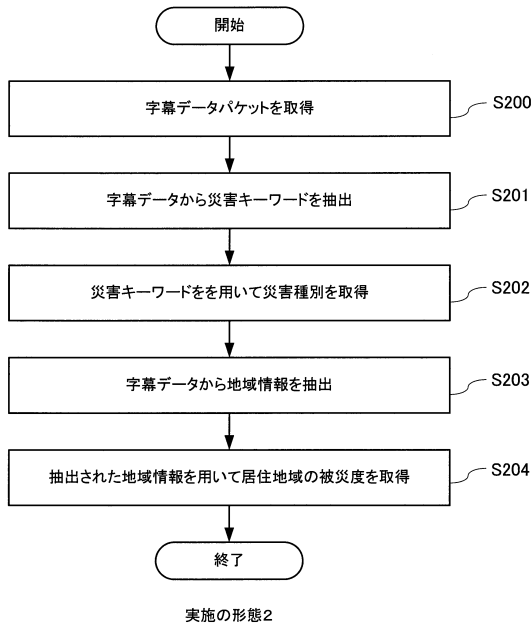 開始
字幕データパケットを取得
S200
字幕データから災害キーワードを抽出
S201
災害キーワードをを用いて災害種別を取得
S202
字幕データから地域情報を抽出
S203
抽出された地域情報を用いて居住地域の被災度を取得
S204
終了
実施の形態2